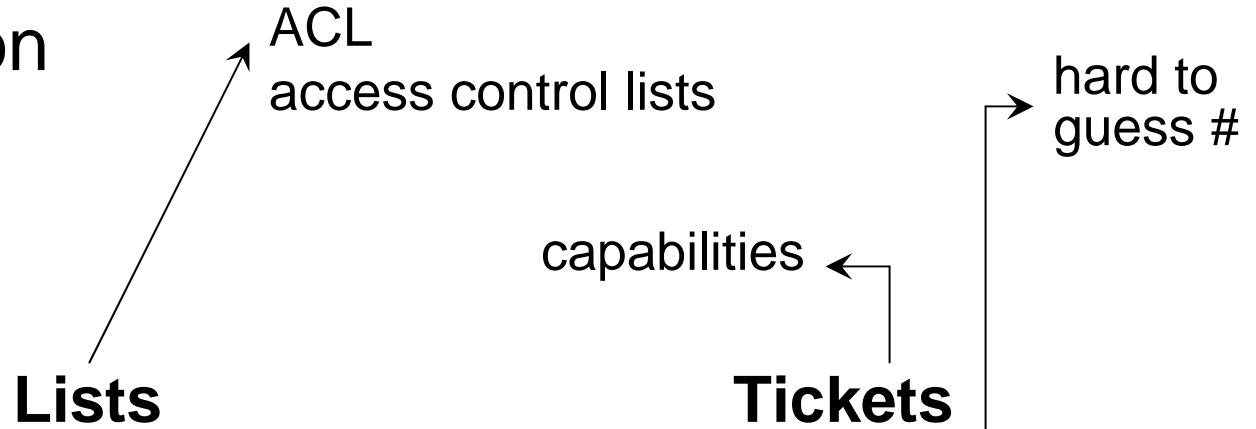 on
ACL
access control lists
hard to
guess #
capabilities
Lists
Tickets